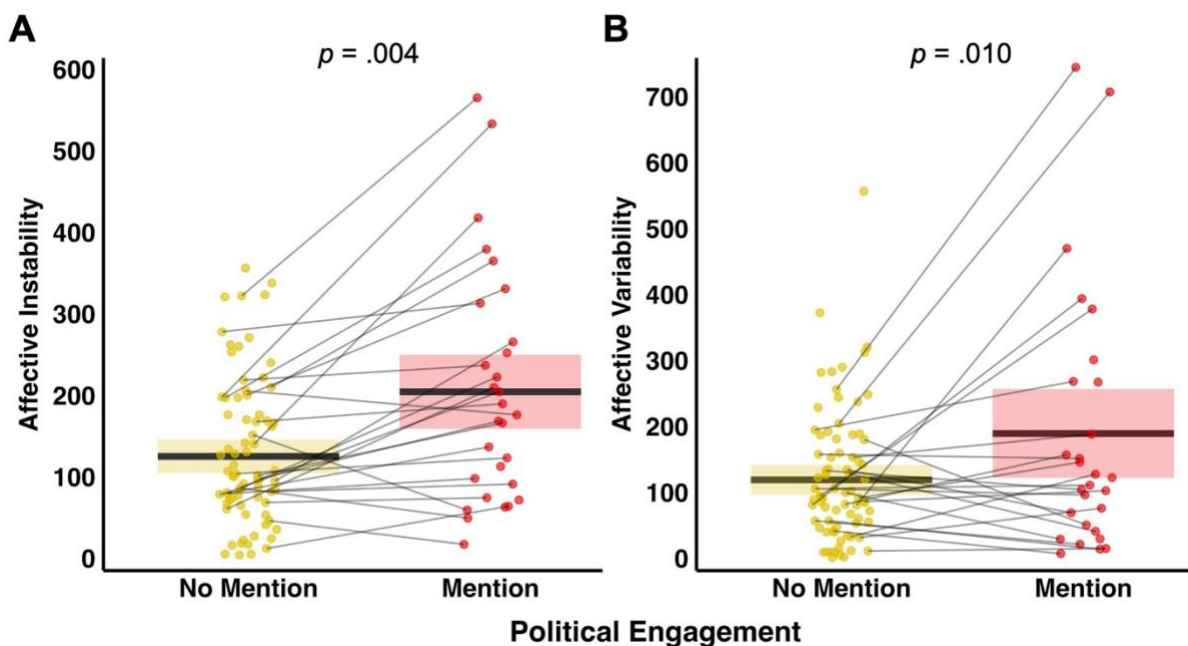 A
p = .004
Affective Instability
600
500
400
300
200
100
0
No Mention
Mention
B
p = .010
Affective Variability
700
600
500
400
300
200
100
0
No Mention
Mention
Political Engagement